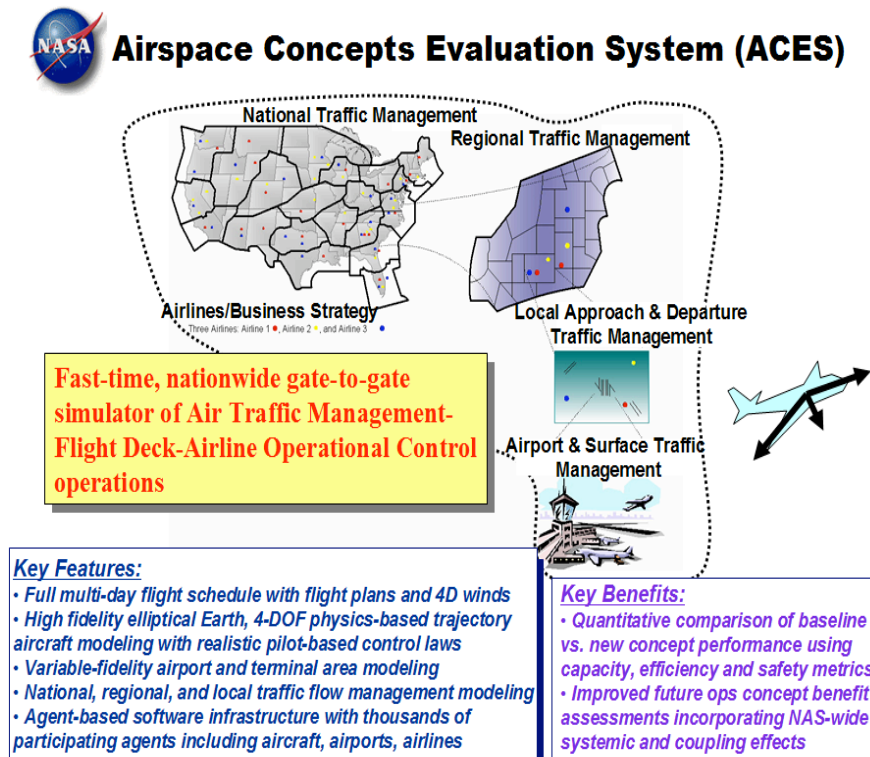 NASA
Airspace Concepts Evaluation System (ACES)
National Traffic Management
Regional Traffic Management
Airlines/Business Strategy
Three Airlines: Airline 1 , Airline 2 , and Airline 3
Local Approach & Departure
Traffic Management
Fast-time, nationwide gate-to-gate
simulator of Air Traffic Management-
Flight Deck-Airline Operational Control
operations
Airport & Surface Traffic
Management
Key Features:
• Full multi-day flight schedule with flight plans and 4D winds
• High fidelity elliptical Earth, 4-DOF physics-based trajectory
aircraft modeling with realistic pilot-based control laws
• Variable-fidelity airport and terminal area modeling
• National, regional, and local traffic flow management modeling
• Agent-based software infrastructure with thousands of
participating agents including aircraft, airports, airlines
Key Benefits:
• Quantitative comparison of baseline
vs. new concept performance using
capacity, efficiency and safety metrics
• Improved future ops concept benefit
assessments incorporating NAS-wide
systemic and coupling effects